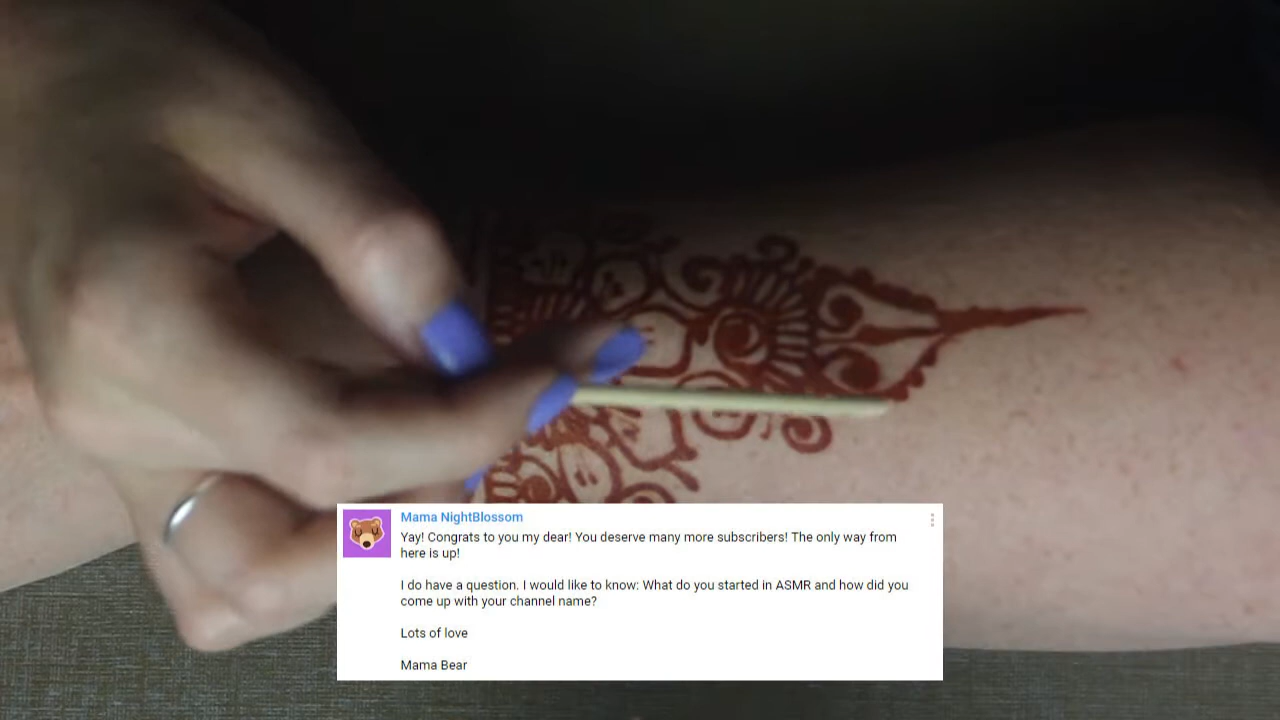 Mama NightBlossom
Yay! Congrats to you my dear! You deserve many more subscribers! The only way from
here is up!
I do have a question. I would like to know: What do you started in ASMR and how did you
come up with your channel name?
Lots of love
Mama Bear